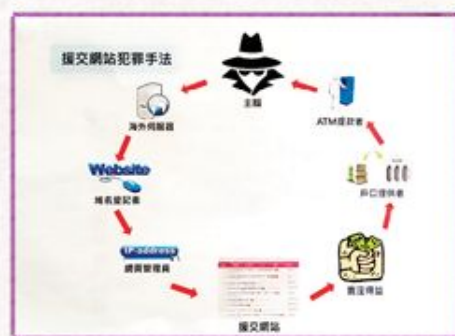 援交網站犯罪手法
主腦
海外伺服器
ATM提款者
Website
域名登記者
戶口提供者
IP address
網頁管理員
賣淫得益
援交網站